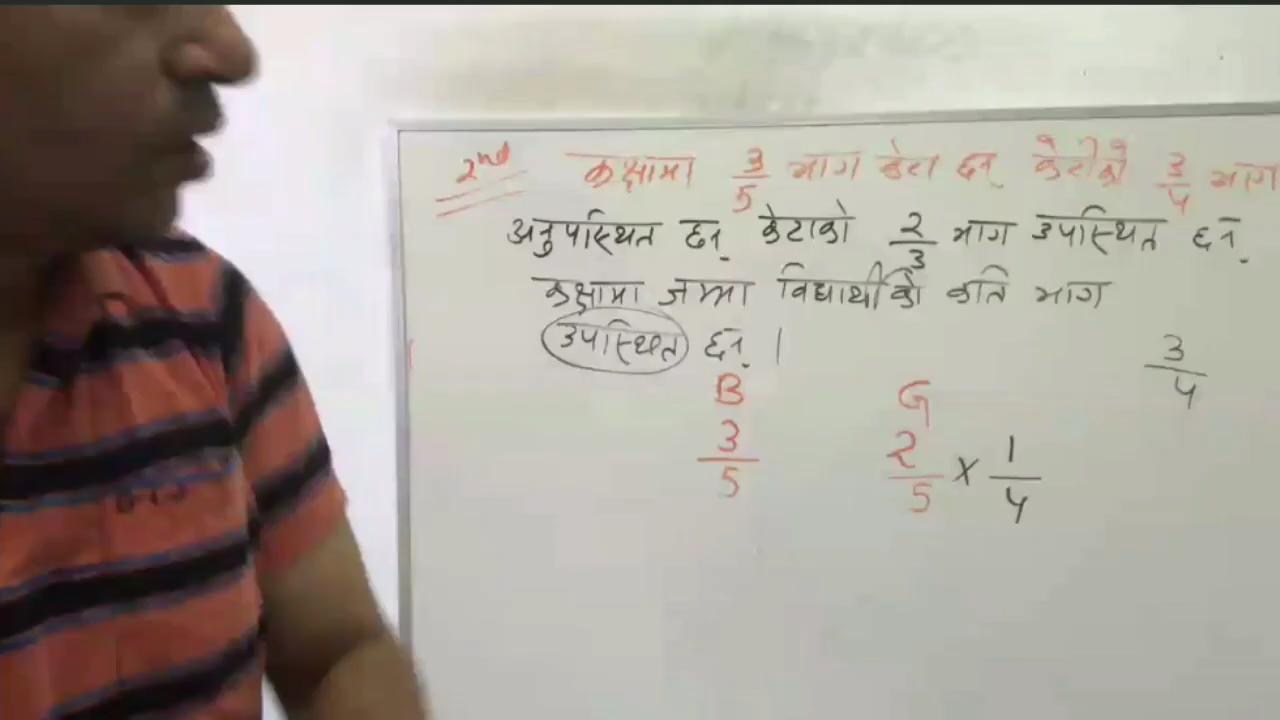 2nd कक्षामा 3/5 भाग केटा छन् केटीको 3/4 भाग
अनुपस्थित छन् केटाको 2/3 भाग उपस्थित छन्
कक्षामा जम्मा विद्यार्थीको कति भाग
उपस्थित छन् ।
3/4
B G
3/5 2/5 × 1/4